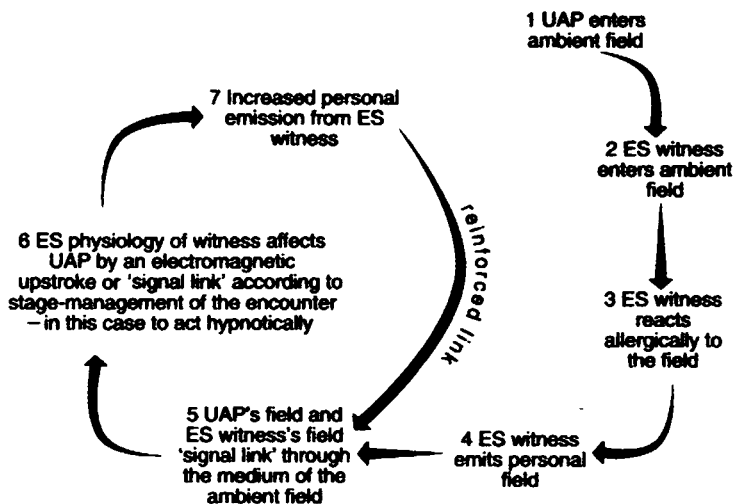 1 UAP enters
ambient field
2 ES witness
enters ambient
field
3 ES witness
reacts
allergically to
the field
4 ES witness
emits personal
field
5 UAP's field and
ES witness's field
'signal link' through
the medium of the
ambient field
6 ES physiology of witness affects
UAP by an electromagnetic
upstroke or 'signal link' according to
stage-management of the encounter
– in this case to act hypnotically
7 Increased personal
emission from ES
witness
reinforced link